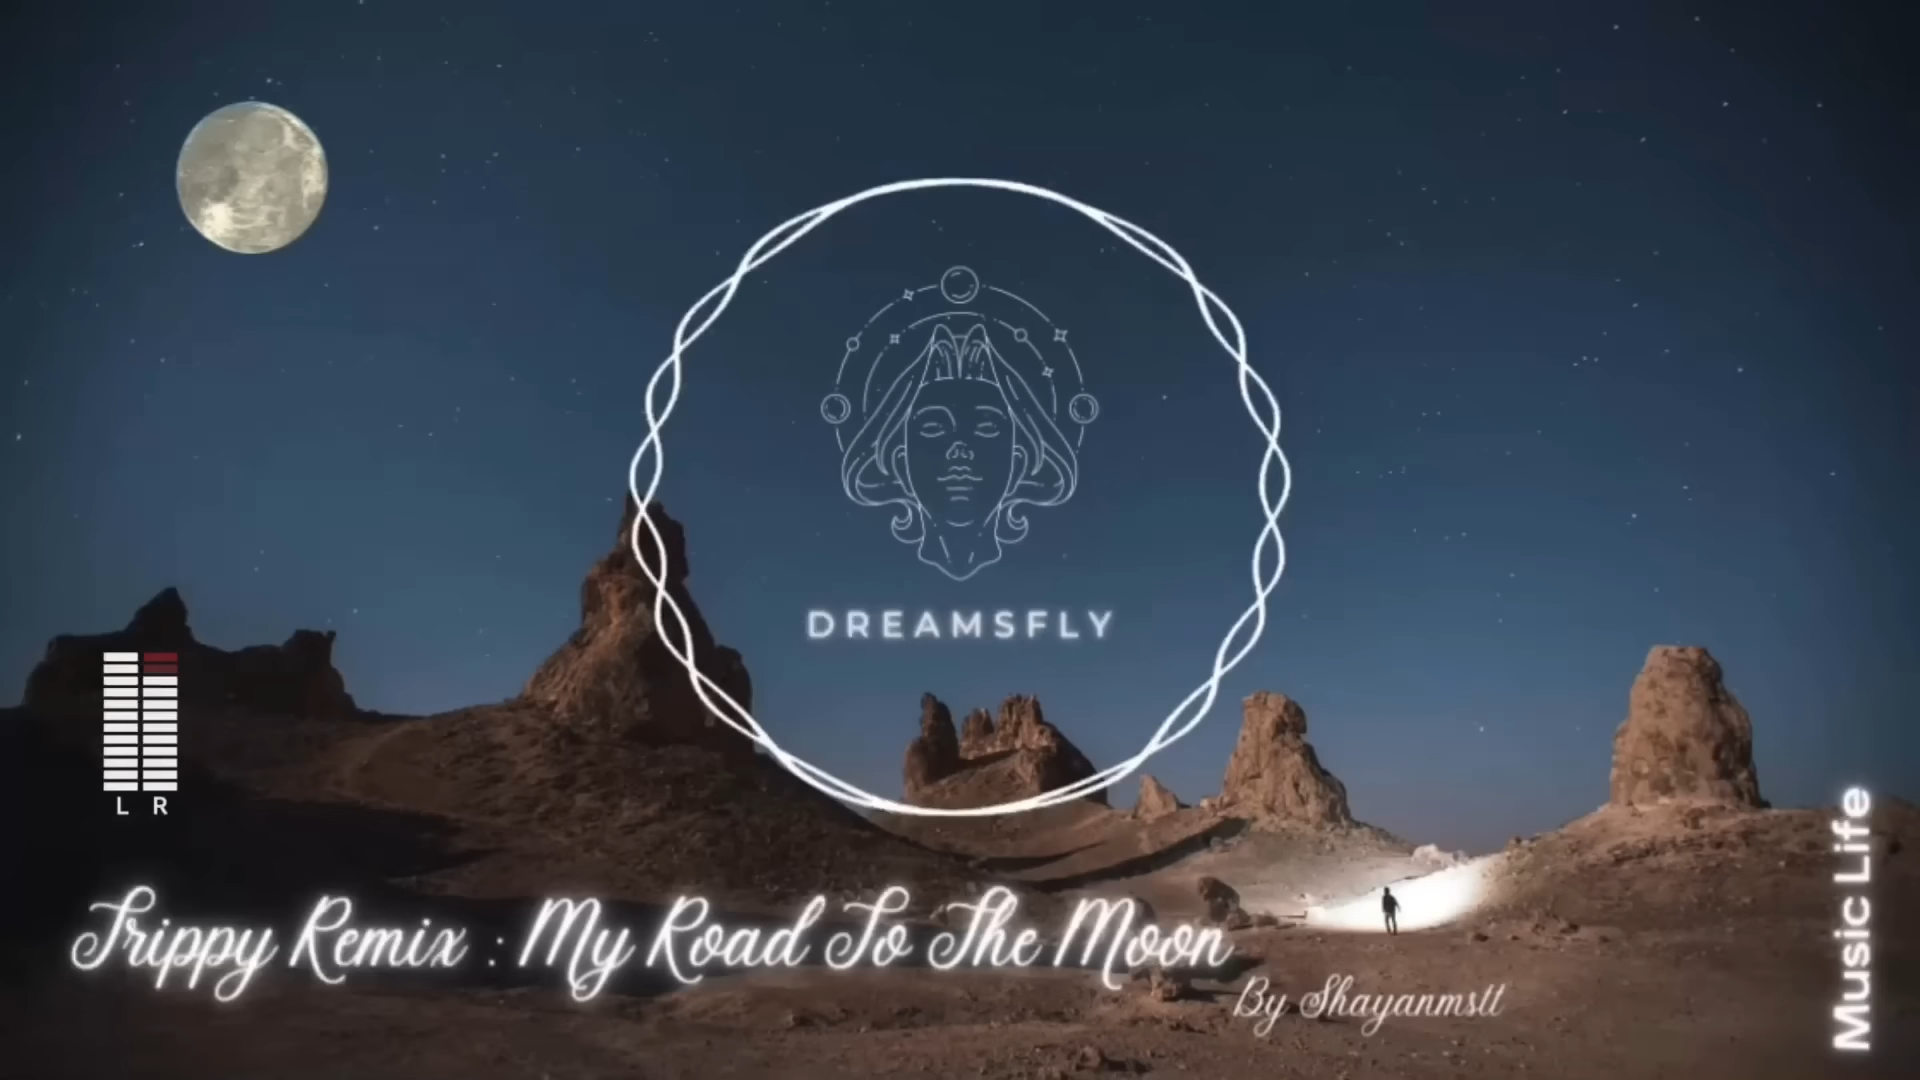 DREAMSFLY
L R
Trippy Remix : My Road To The Moon
By Shayanmstt
Music Life